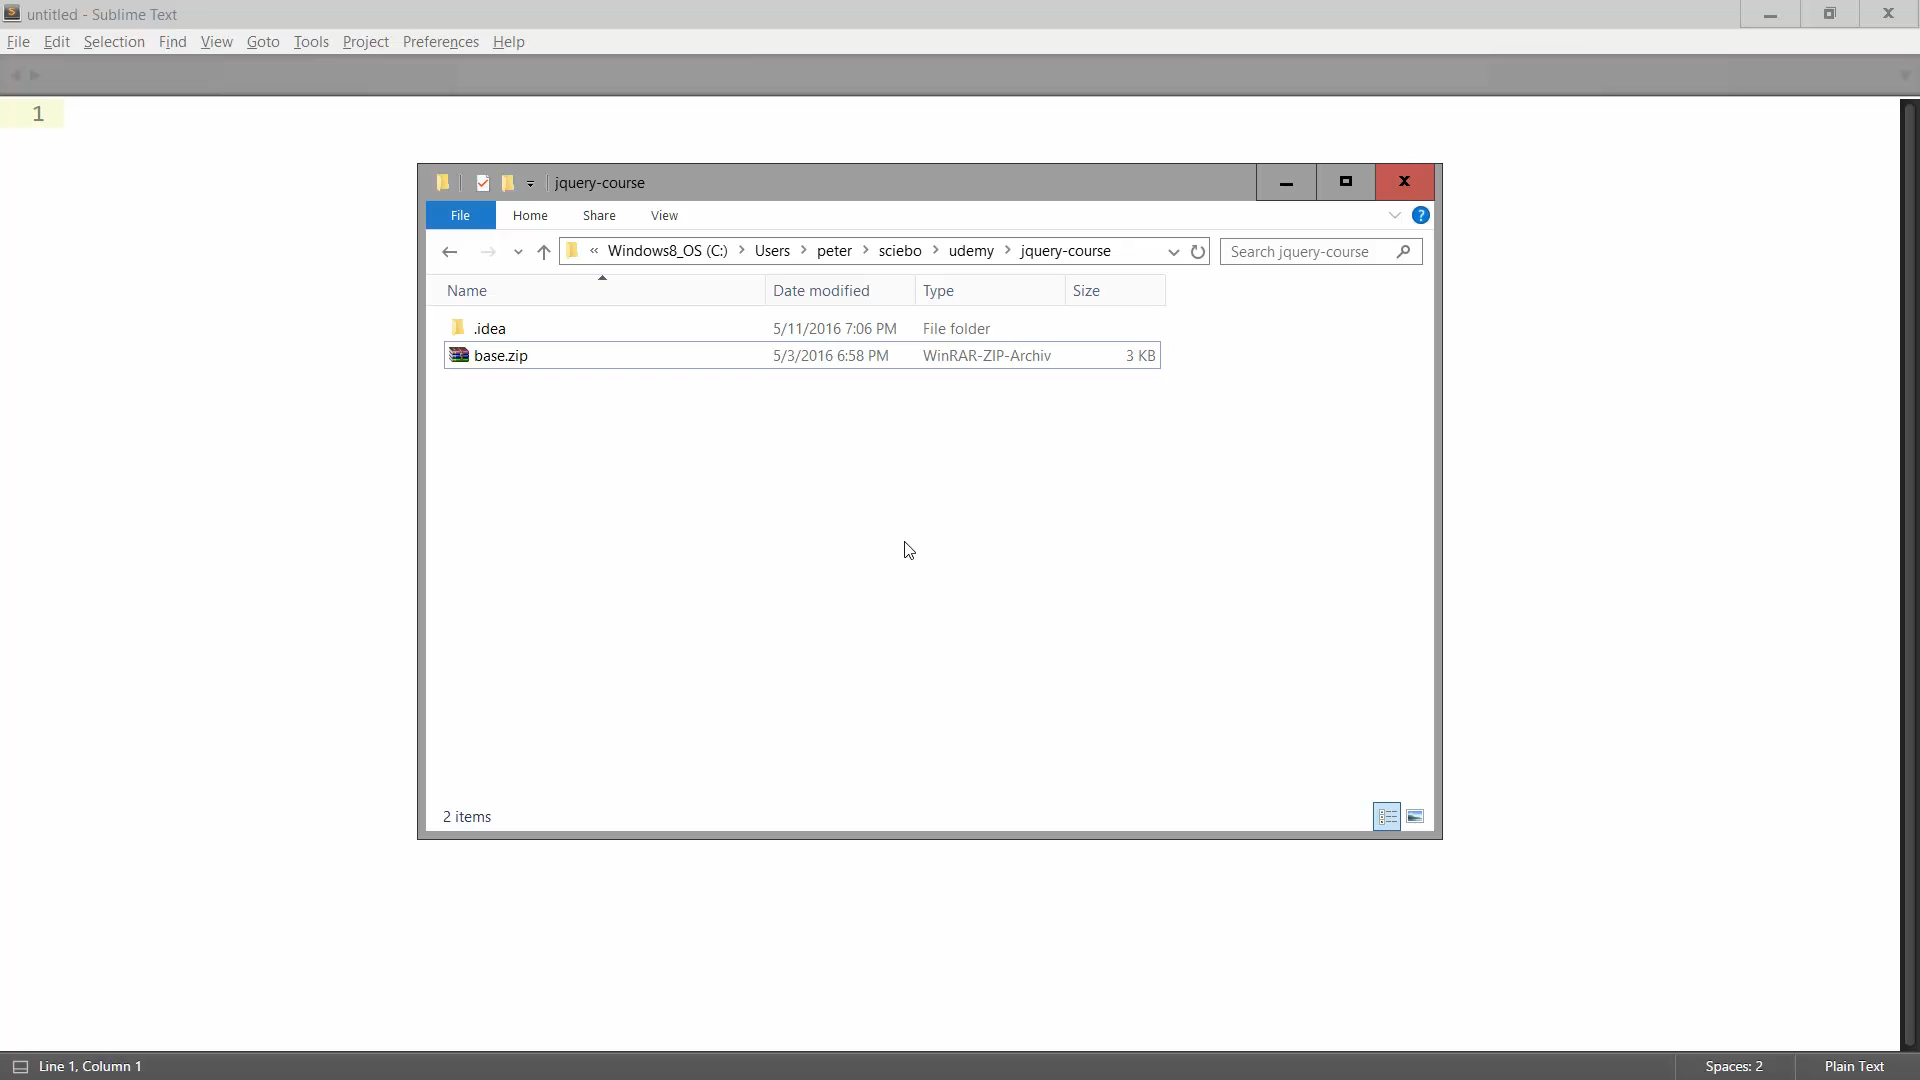 untitled - Sublime Text
File Edit Selection Find View Goto Tools Project Preferences Help
1
jquery-course
File Home Share View
« Windows8_OS (C:) > Users > peter > sciebo > udemy > jquery-course
Search jquery-course
Name Date modified Type Size
.idea 5/11/2016 7:06 PM File folder
base.zip 5/3/2016 6:58 PM WinRAR-ZIP-Archiv 3 KB
2 items
Line 1, Column 1 Spaces: 2 Plain Text